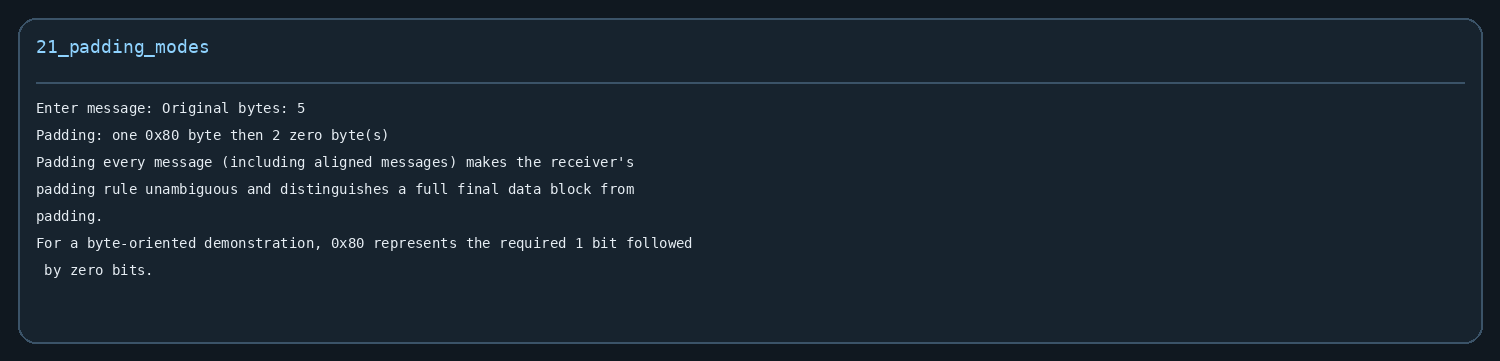 21_padding_modes
Enter message: Original bytes: 5
Padding: one 0x80 byte then 2 zero byte(s)
Padding every message (including aligned messages) makes the receiver's
padding rule unambiguous and distinguishes a full final data block from
padding.
For a byte-oriented demonstration, 0x80 represents the required 1 bit followed
 by zero bits.